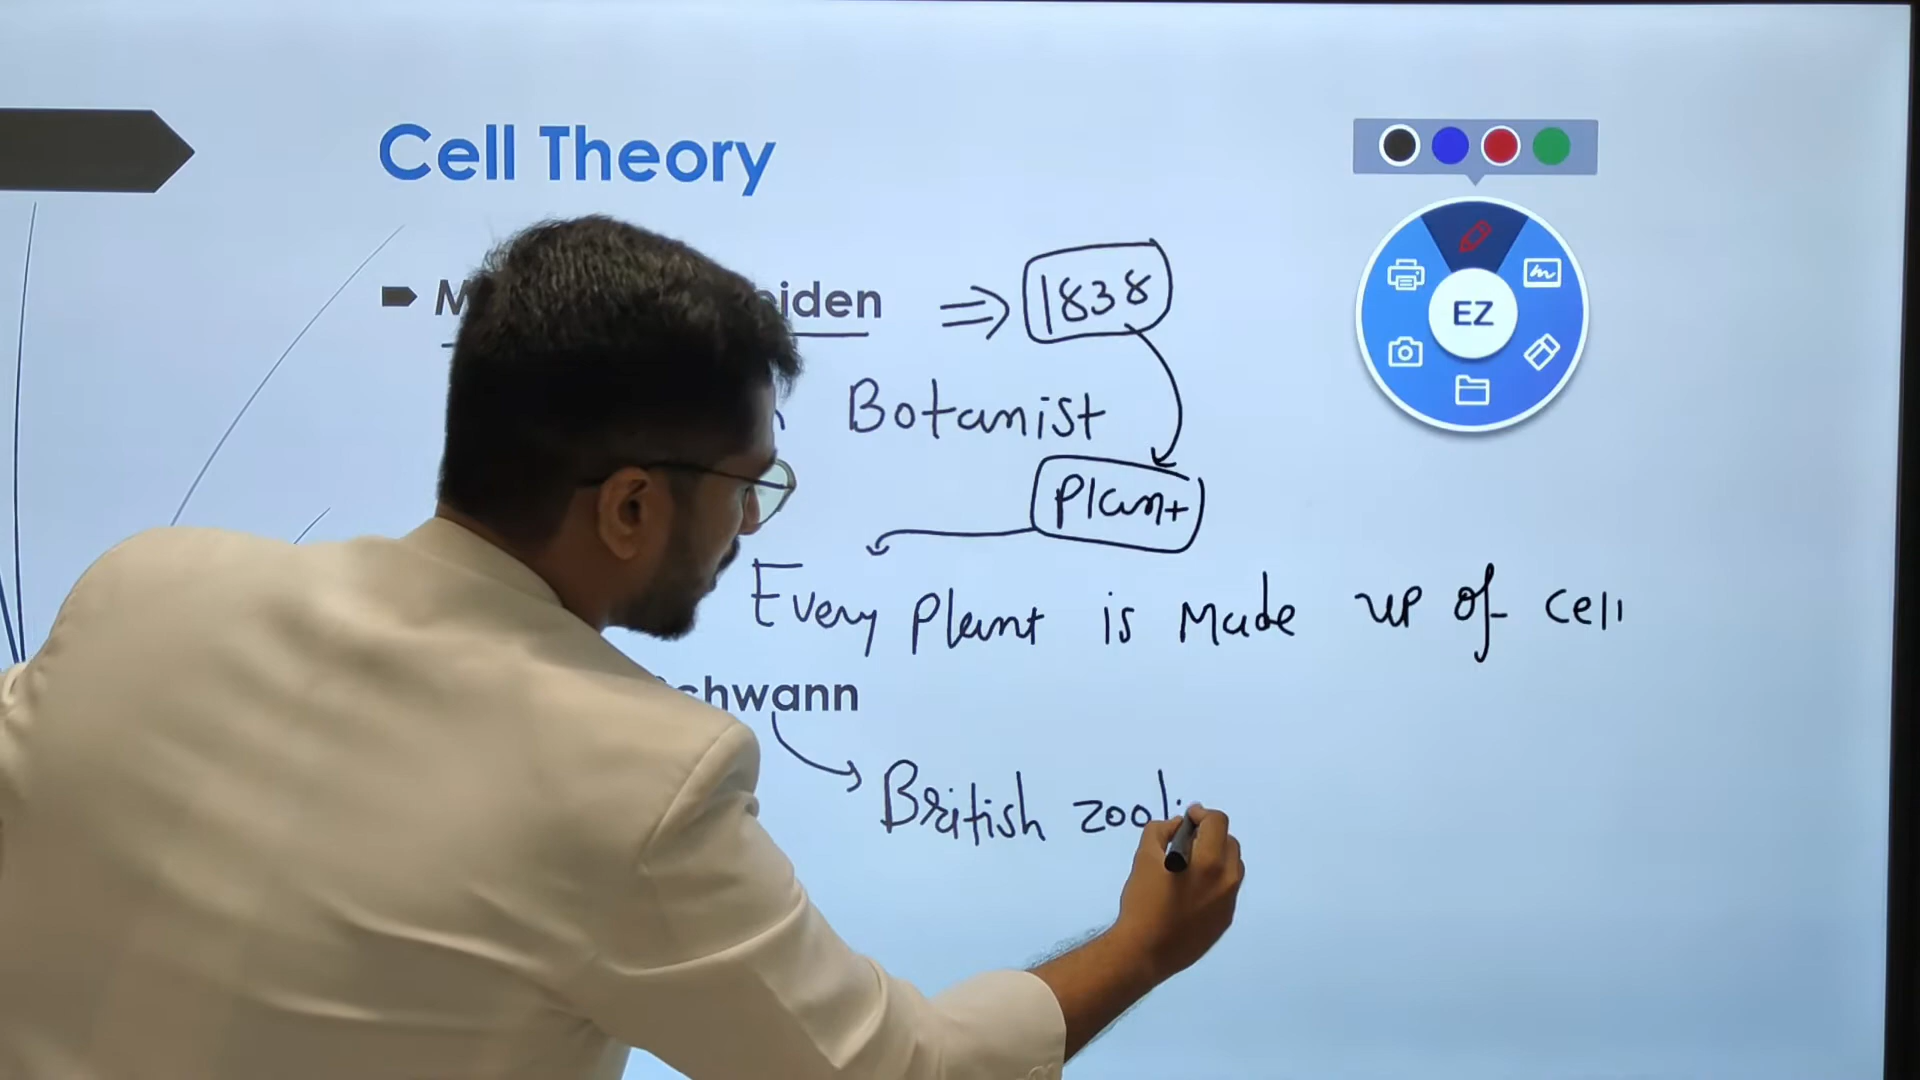 Cell Theory
EZ
iden ⇒ 1838
Botanist
Plant
Every Plant is Made up of cell
chwann
British zool